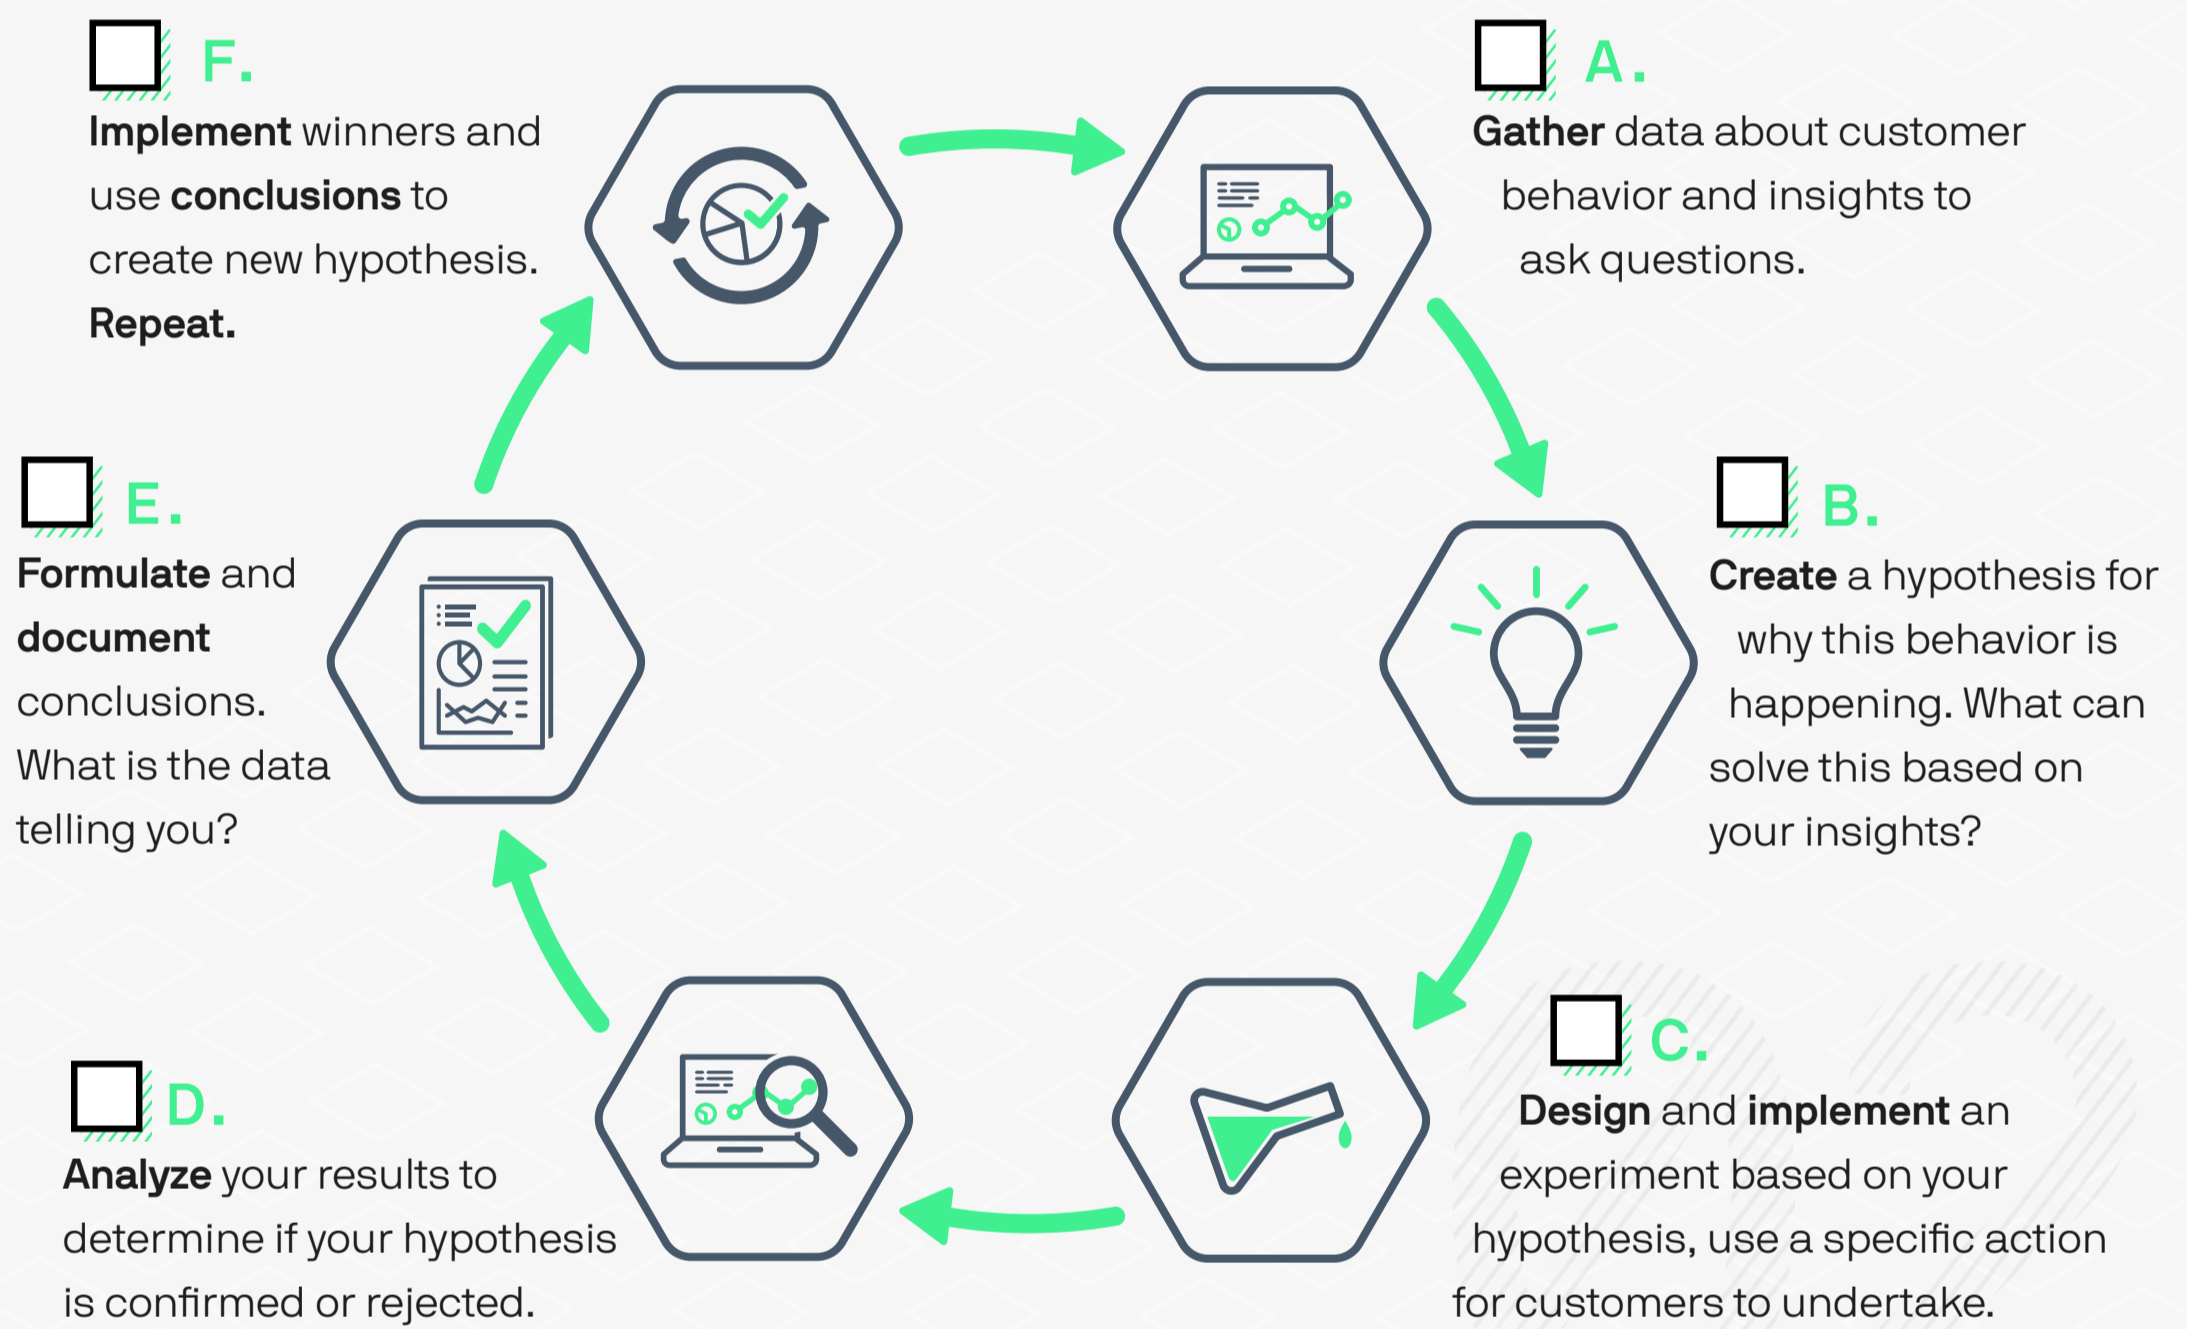 F.
Implement winners and
use conclusions to
create new hypothesis.
Repeat.
A.
Gather data about customer
behavior and insights to
ask questions.
B.
Create a hypothesis for
why this behavior is
happening. What can
solve this based on
your insights?
C.
Design and implement an
experiment based on your
hypothesis, use a specific action
for customers to undertake.
D.
Analyze your results to
determine if your hypothesis
is confirmed or rejected.
E.
Formulate and
document
conclusions.
What is the data
telling you?